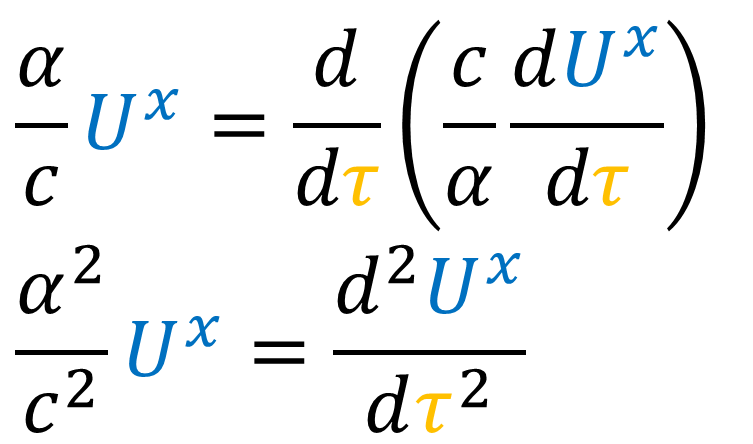 α/c U^x = d/dτ (c/α dU^x/dτ)
α²/c² U^x = d²U^x/dτ²